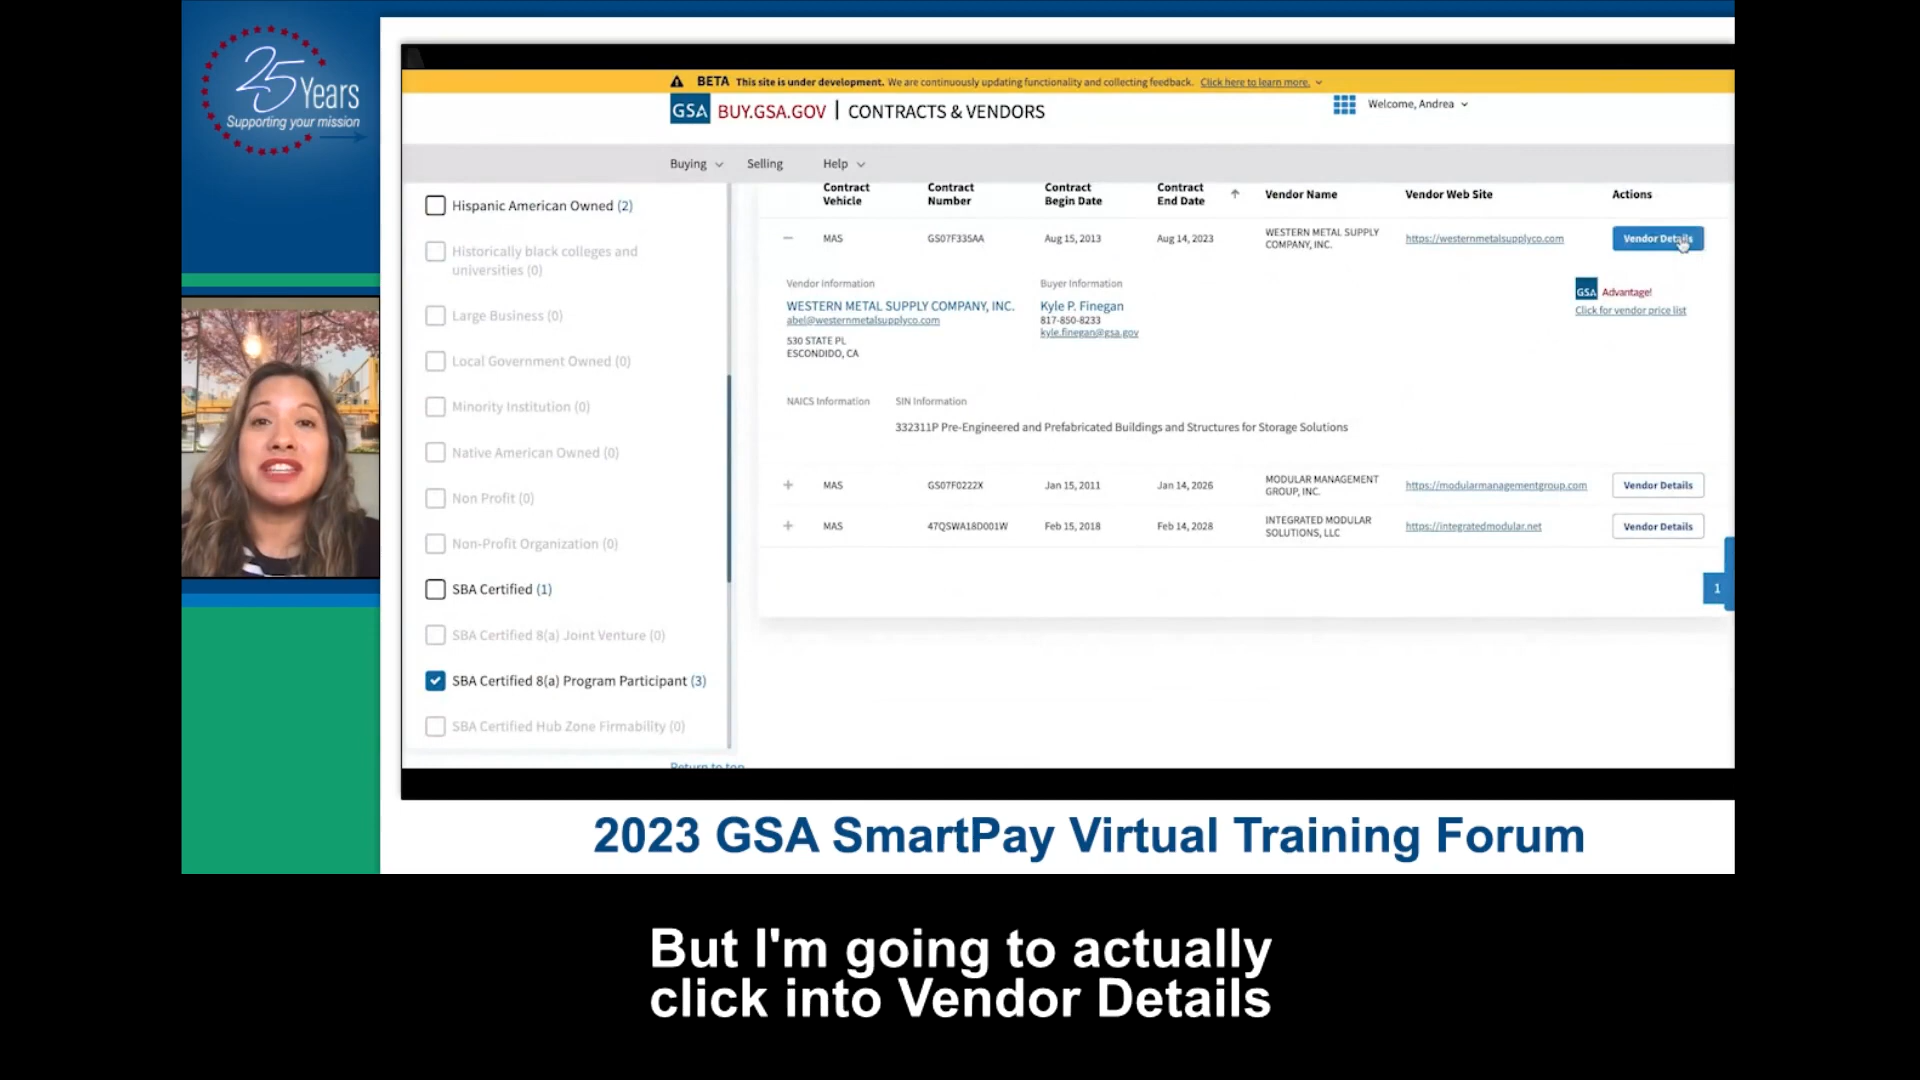 25 Years
Supporting your mission
BETA This site is under development. We are continuously updating functionality and collecting feedback. Click here to learn more.
GSA BUY.GSA.GOV | CONTRACTS & VENDORS
Welcome, Andrea
Buying
Selling
Help
Hispanic American Owned (2)
Historically black colleges and
universities (0)
Large Business (0)
Local Government Owned (0)
Minority Institution (0)
Native American Owned (0)
Non Profit (0)
Non-Profit Organization (0)
SBA Certified (1)
SBA Certified 8(a) Joint Venture (0)
SBA Certified 8(a) Program Participant (3)
SBA Certified Hub Zone Firmability (0)
Return to top
Contract Vehicle
Contract Number
Contract Begin Date
Contract End Date
Vendor Name
Vendor Web Site
Actions
MAS
GS07F335AA
Aug 15, 2013
Aug 14, 2023
WESTERN METAL SUPPLY
COMPANY, INC.
https://westernmetalsupplyco.com
Vendor Details
Vendor Information
WESTERN METAL SUPPLY COMPANY, INC.
abel@westernmetalsupplyco.com
530 STATE PL
ESCONDIDO, CA
Buyer Information
Kyle P. Finegan
817-850-8233
kyle.finegan@gsa.gov
GSA Advantage!
Click for vendor price list
NAICS Information
SIN Information
332311P Pre-Engineered and Prefabricated Buildings and Structures for Storage Solutions
MAS
GS07F0222X
Jan 15, 2011
Jan 14, 2026
MODULAR MANAGEMENT
GROUP, INC.
https://modularmanagementgroup.com
Vendor Details
MAS
47QSWA18D001W
Feb 15, 2018
Feb 14, 2028
INTEGRATED MODULAR
SOLUTIONS, LLC
https://integratedmodular.net
Vendor Details
1
2023 GSA SmartPay Virtual Training Forum
But I'm going to actually
click into Vendor Details